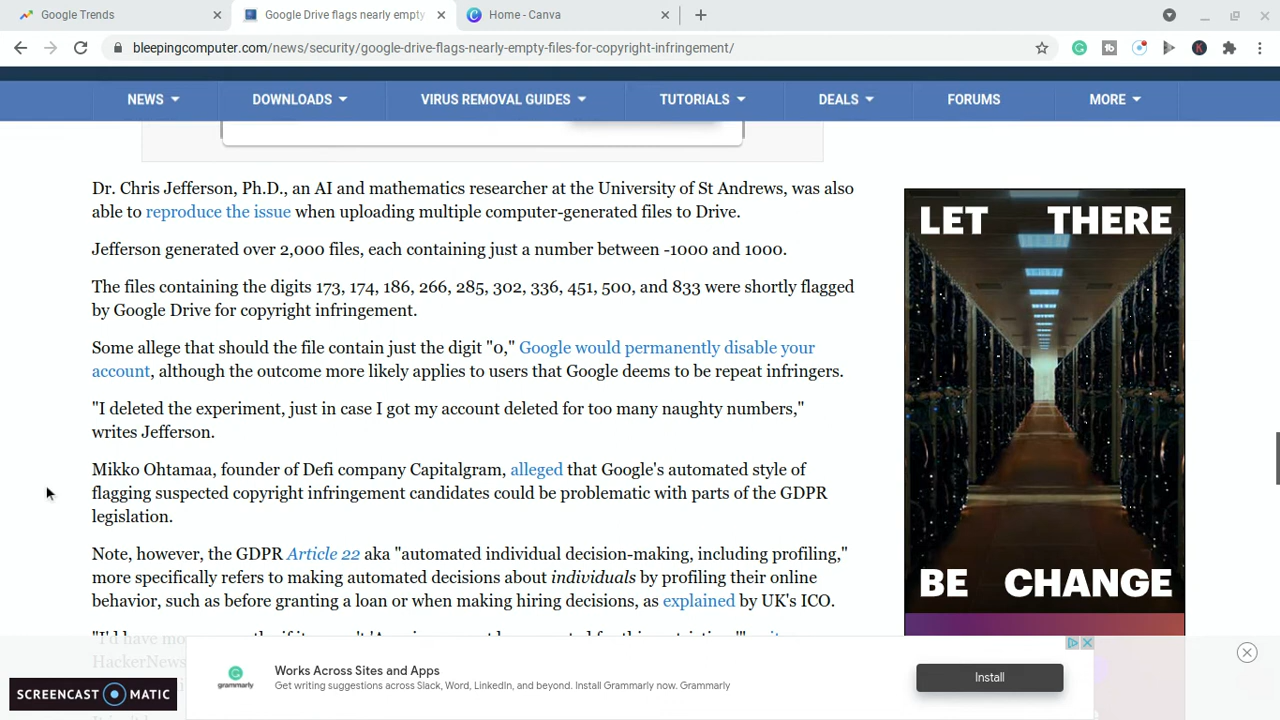 Google Trends
Google Drive flags nearly empty
Home - Canva
bleepingcomputer.com/news/security/google-drive-flags-nearly-empty-files-for-copyright-infringement/
NEWS DOWNLOADS VIRUS REMOVAL GUIDES TUTORIALS DEALS FORUMS MORE
Dr. Chris Jefferson, Ph.D., an AI and mathematics researcher at the University of St Andrews, was also
able to reproduce the issue when uploading multiple computer-generated files to Drive.
Jefferson generated over 2,000 files, each containing just a number between -1000 and 1000.
The files containing the digits 173, 174, 186, 266, 285, 302, 336, 451, 500, and 833 were shortly flagged
by Google Drive for copyright infringement.
Some allege that should the file contain just the digit "0," Google would permanently disable your
account, although the outcome more likely applies to users that Google deems to be repeat infringers.
"I deleted the experiment, just in case I got my account deleted for too many naughty numbers,"
writes Jefferson.
Mikko Ohtamaa, founder of Defi company Capitalgram, alleged that Google's automated style of
flagging suspected copyright infringement candidates could be problematic with parts of the GDPR
legislation.
Note, however, the GDPR Article 22 aka "automated individual decision-making, including profiling,"
more specifically refers to making automated decisions about individuals by profiling their online
behavior, such as before granting a loan or when making hiring decisions, as explained by UK's ICO.
HackerNews
LET THERE
BE CHANGE
grammarly
Works Across Sites and Apps
Get writing suggestions across Slack, Word, LinkedIn, and beyond. Install Grammarly now. Grammarly
Install
SCREENCAST MATIC